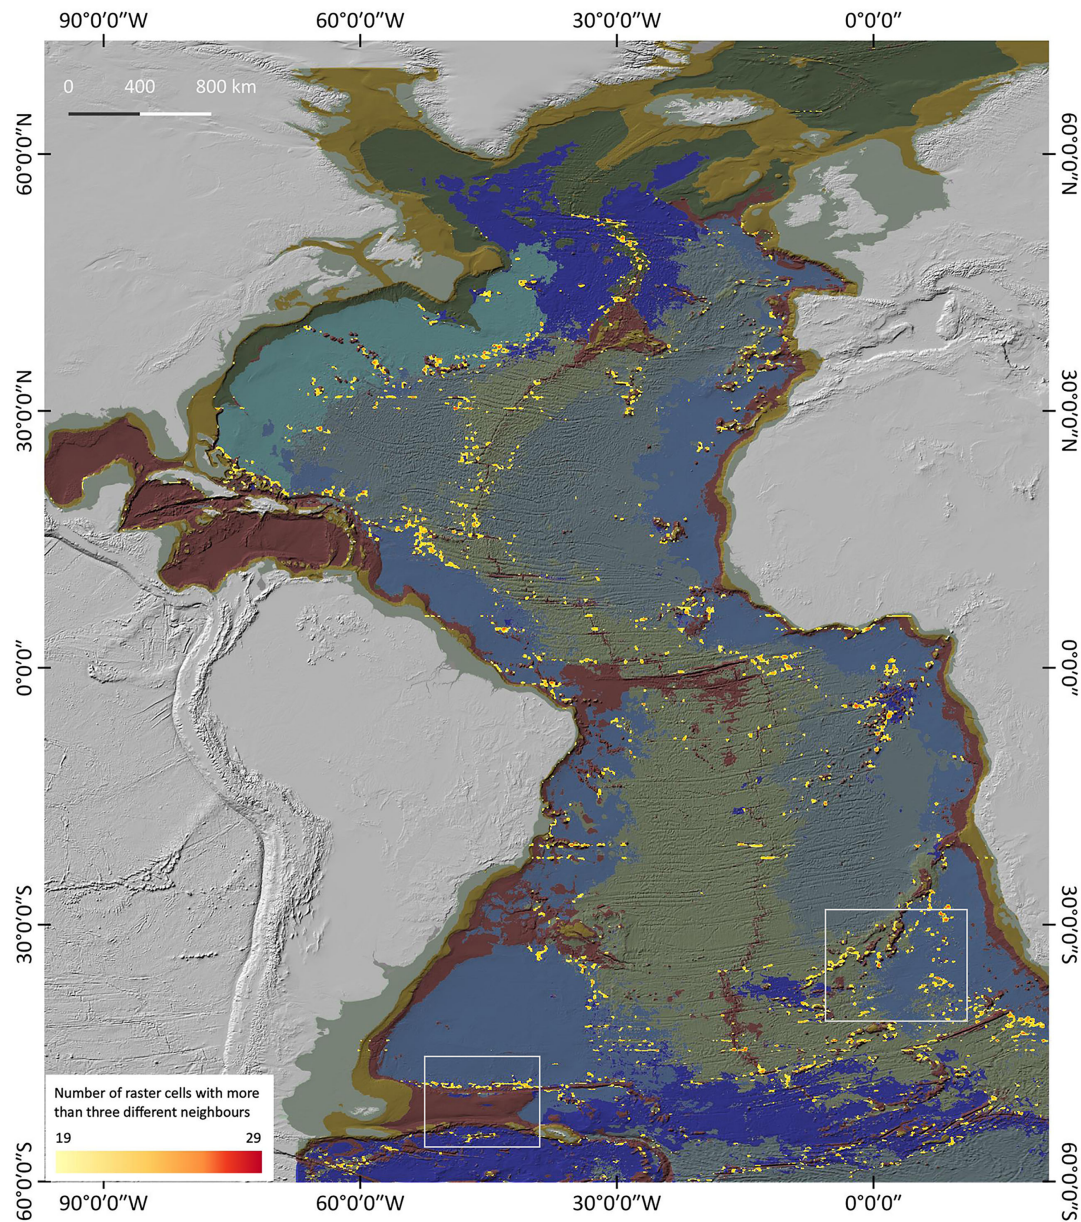 90°0'0"W 60°0'0"W 30°0'0"W 0°0'0"
0 400 800 km
60°0'0"N 60°0'0"N
30°0'0"N 30°0'0"N
0°0'0" 0°0'0"
30°0'0"S 30°0'0"S
Number of raster cells with more
than three different neighbours
19 29
60°0'0"S 60°0'0"S
90°0'0"W 60°0'0"W 30°0'0"W 0°0'0"